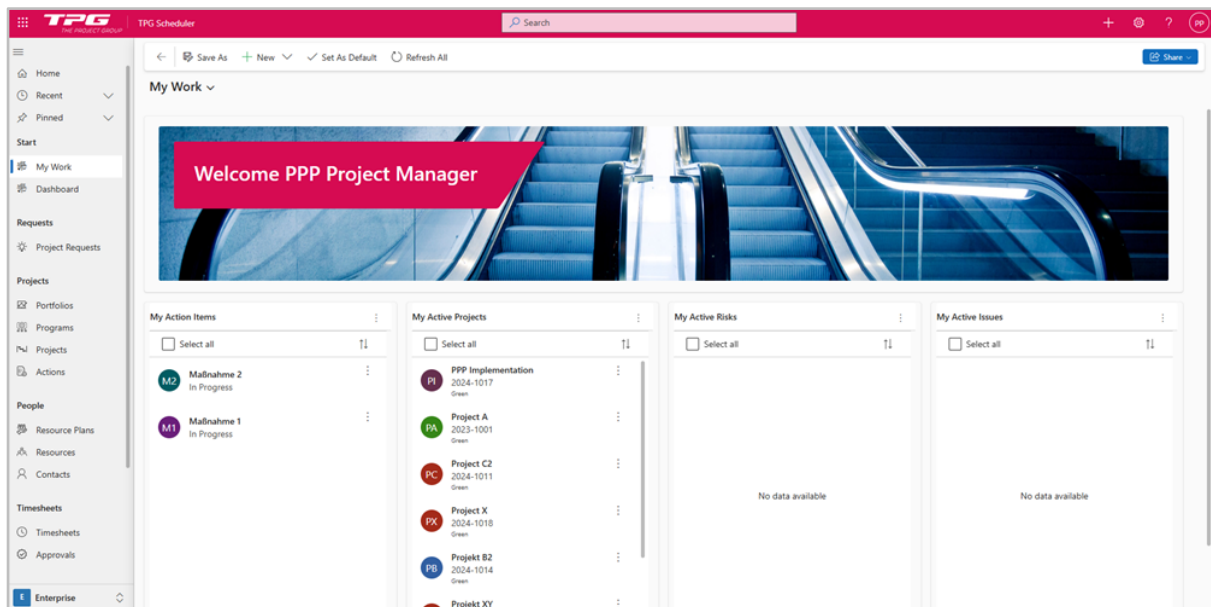 TPG
THE PROJECT GROUP
TPG Scheduler
Search
PP
Save As
New
Set As Default
Refresh All
Share
Home
Recent
Pinned
Start
My Work
Dashboard
Requests
Project Requests
Projects
Portfolios
Programs
Projects
Actions
People
Resource Plans
Resources
Contacts
Timesheets
Timesheets
Approvals
E Enterprise
My Work
Welcome PPP Project Manager
My Action Items
Select all
M2
Maßnahme 2
In Progress
M1
Maßnahme 1
In Progress
My Active Projects
Select all
PI
PPP Implementation
2024-1017
Green
PA
Project A
2023-1001
Green
PC
Project C2
2024-1011
Green
PX
Project X
2024-1018
Green
PB
Projekt B2
2024-1014
Green
Projekt XY
My Active Risks
Select all
No data available
My Active Issues
Select all
No data available